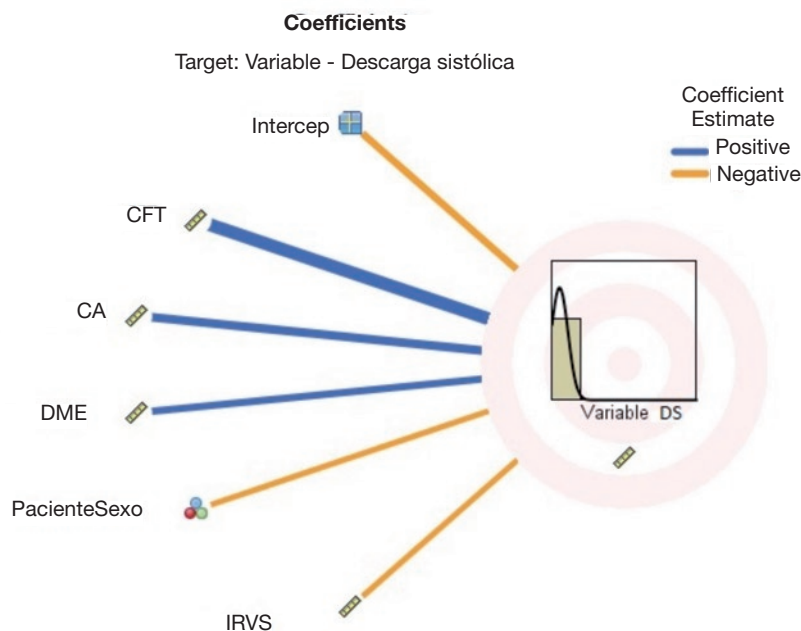 Coefficients
Target: Variable - Descarga sistólica
Coefficient
Estimate
Positive
Negative
Intercep
CFT
CA
DME
PacienteSexo
IRVS
Variable DS